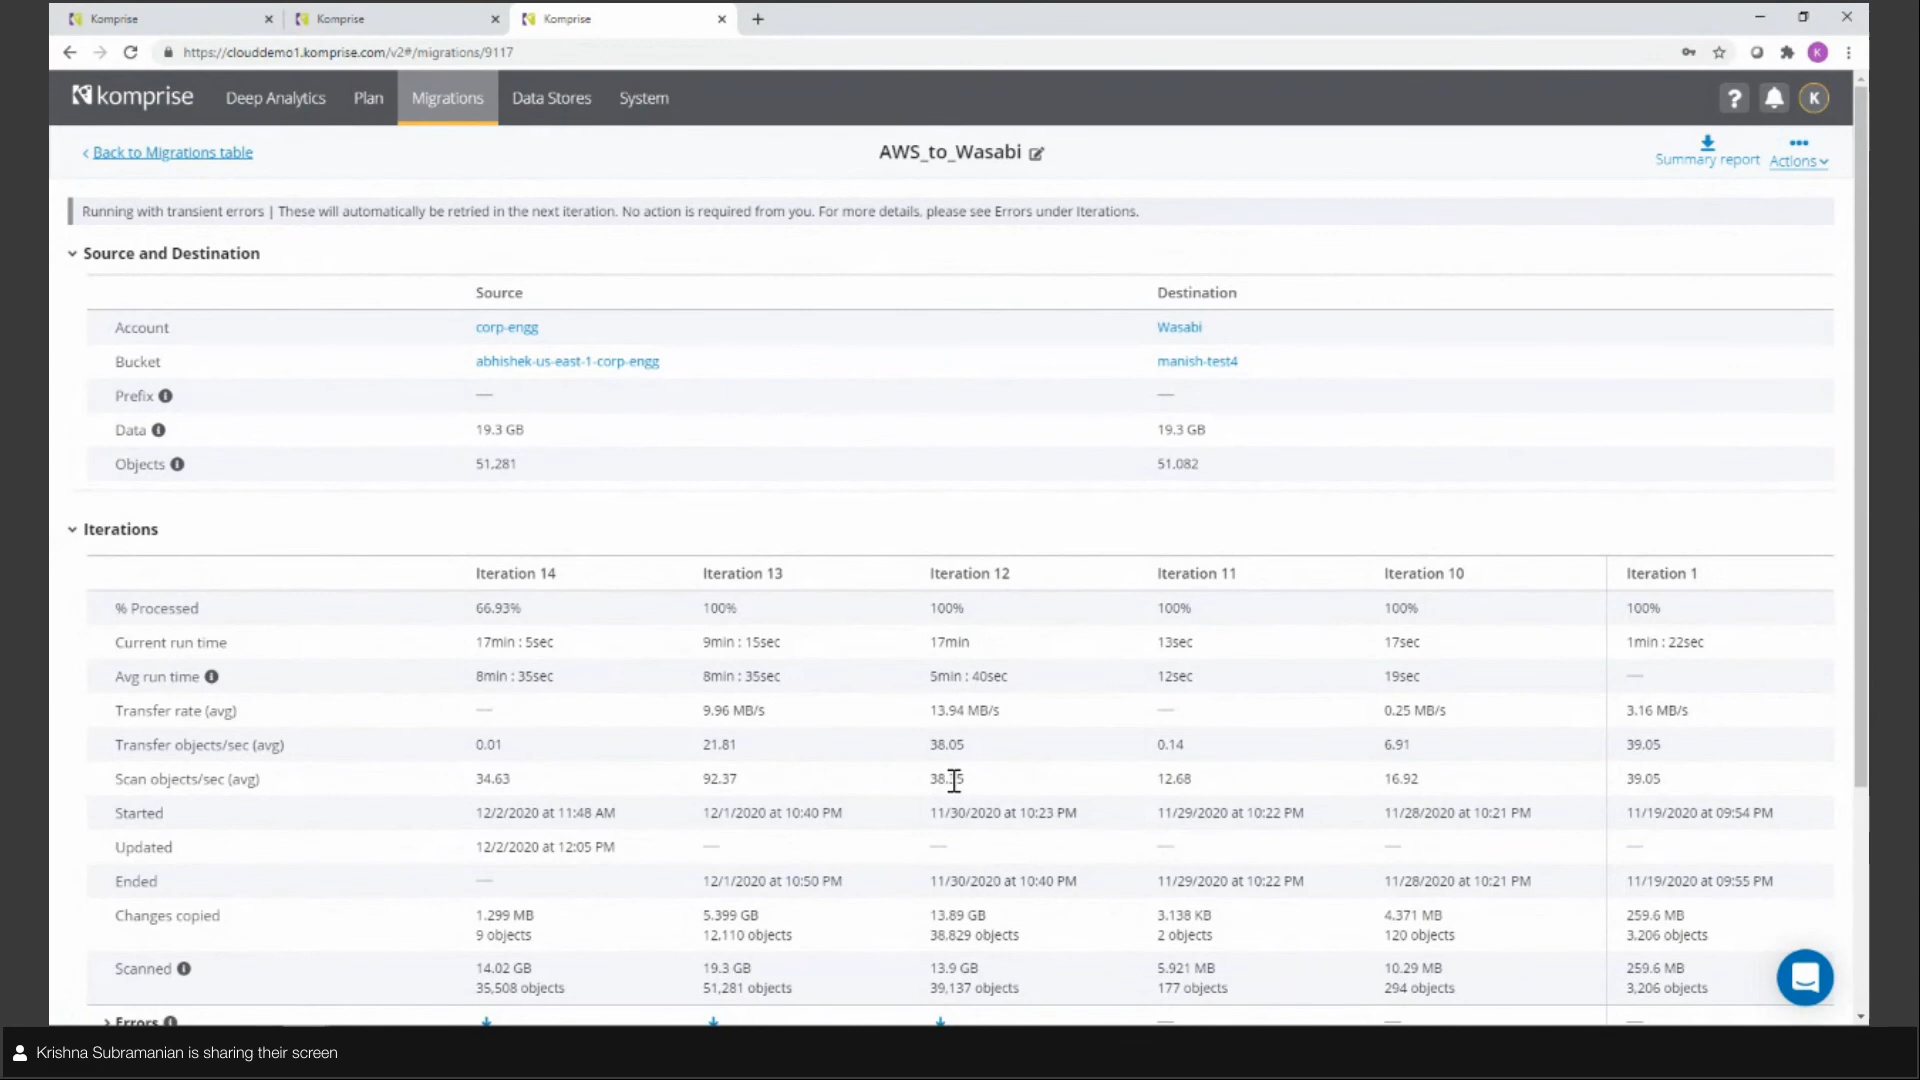 Komprise
Komprise
Komprise
https://clouddemo1.komprise.com/v2#/migrations/9117
K
komprise Deep Analytics Plan Migrations Data Stores System ? K
< Back to Migrations table AWS_to_Wasabi Summary report Actions
Running with transient errors | These will automatically be retried in the next iteration. No action is required from you. For more details, please see Errors under Iterations.
Source and Destination
Source Destination
Account corp-engg Wasabi
Bucket abhishek-us-east-1-corp-engg manish-test4
Prefix — —
Data 19.3 GB 19.3 GB
Objects 51,281 51,082
Iterations
Iteration 14 Iteration 13 Iteration 12 Iteration 11 Iteration 10 Iteration 1
% Processed 66.93% 100% 100% 100% 100% 100%
Current run time 17min : 5sec 9min : 15sec 17min 13sec 17sec 1min : 22sec
Avg run time 8min : 35sec 8min : 35sec 5min : 40sec 12sec 19sec —
Transfer rate (avg) — 9.96 MB/s 13.94 MB/s — 0.25 MB/s 3.16 MB/s
Transfer objects/sec (avg) 0.01 21.81 38.05 0.14 6.91 39.05
Scan objects/sec (avg) 34.63 92.37 12.68 16.92 39.05
Started 12/2/2020 at 11:48 AM 12/1/2020 at 10:40 PM 11/30/2020 at 10:23 PM 11/29/2020 at 10:22 PM 11/28/2020 at 10:21 PM 11/19/2020 at 09:54 PM
Updated 12/2/2020 at 12:05 PM — — — — —
Ended — 12/1/2020 at 10:50 PM 11/30/2020 at 10:40 PM 11/29/2020 at 10:22 PM 11/28/2020 at 10:21 PM 11/19/2020 at 09:55 PM
Changes copied 1.299 MB 5.399 GB 13.89 GB 3.138 KB 4.371 MB 259.6 MB
9 objects 12,110 objects 38,829 objects 2 objects 120 objects 3,206 objects
Scanned 14.02 GB 19.3 GB 13.9 GB 5.921 MB 10.29 MB 259.6 MB
35,508 objects 51,281 objects 39,137 objects 177 objects 294 objects 3,206 objects
Errors — — —
Krishna Subramanian is sharing their screen